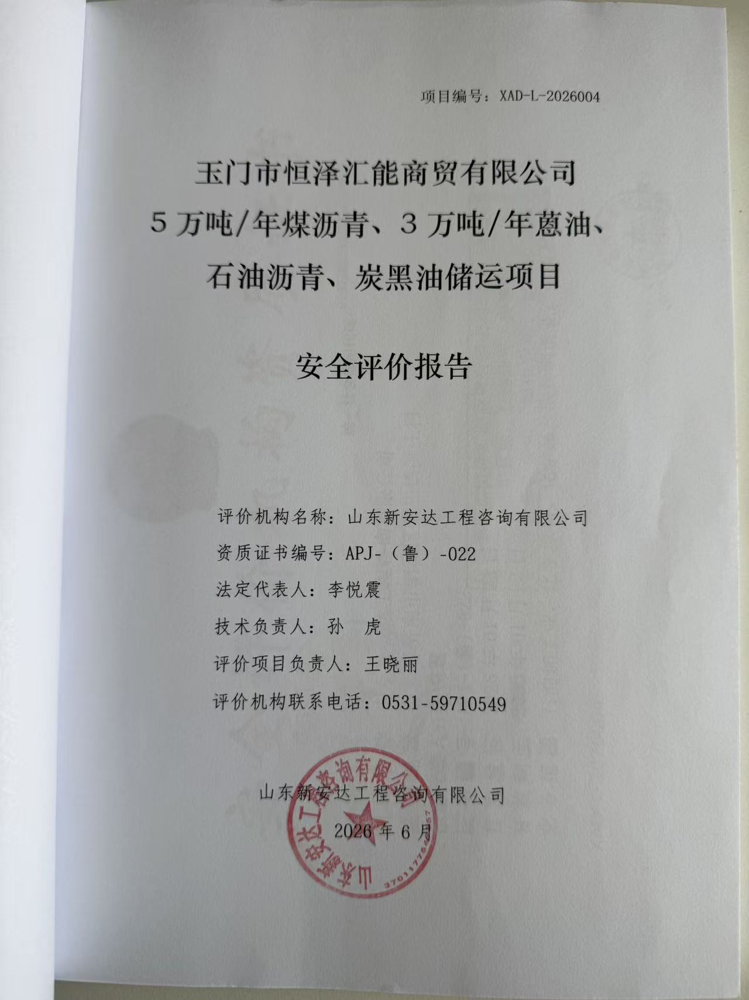 项目编号：XAD-L-2026004
玉门市恒泽汇能商贸有限公司
5 万吨/年煤沥青、3 万吨/年蒽油、
石油沥青、炭黑油储运项目
安全评价报告
评价机构名称：山东新安达工程咨询有限公司
资质证书编号：APJ-（鲁）-022
法定代表人：李悦震
技术负责人：孙　虎
评价项目负责人：王晓丽
评价机构联系电话：0531-59710549
山东新安达工程咨询有限公司
2026 年 6 月
山东新安达工程咨询有限公司